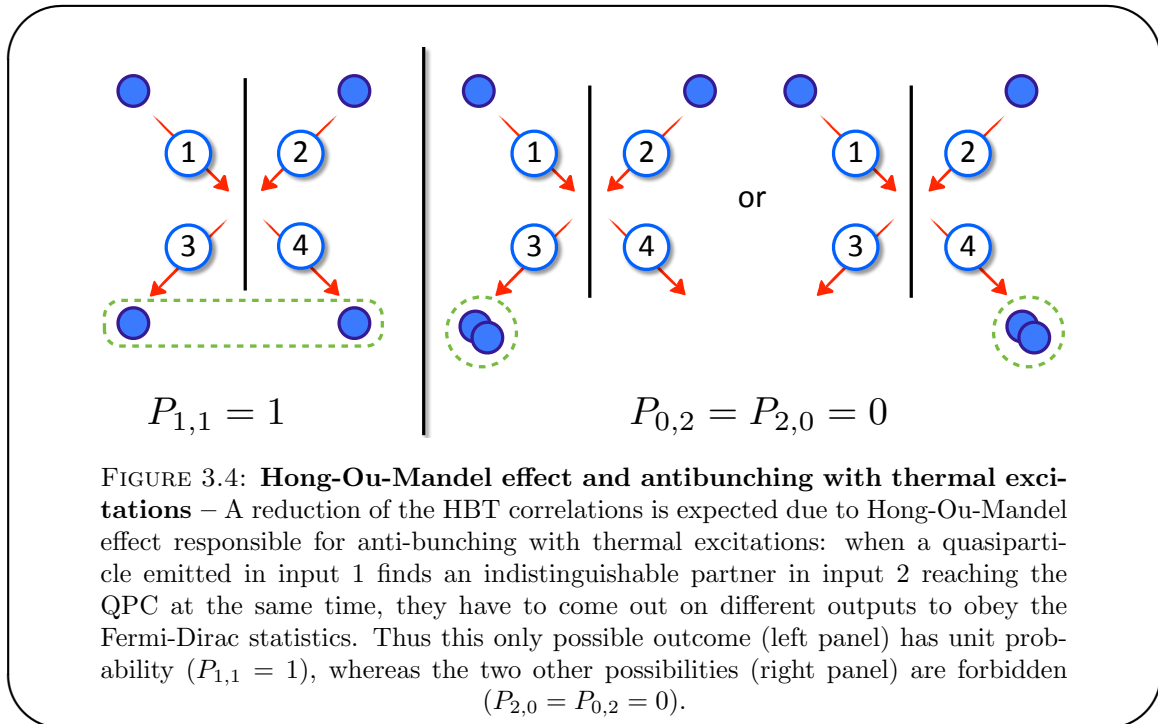 1 2 1 2 1 2
or
3 4 3 4 3 4
P_{1,1} = 1 P_{0,2} = P_{2,0} = 0
FIGURE 3.4: Hong-Ou-Mandel effect and antibunching with thermal exci-
tations – A reduction of the HBT correlations is expected due to Hong-Ou-Mandel
effect responsible for anti-bunching with thermal excitations: when a quasiparti-
cle emitted in input 1 finds an indistinguishable partner in input 2 reaching the
QPC at the same time, they have to come out on different outputs to obey the
Fermi-Dirac statistics. Thus this only possible outcome (left panel) has unit prob-
ability (P_{1,1} = 1), whereas the two other possibilities (right panel) are forbidden
(P_{2,0} = P_{0,2} = 0).